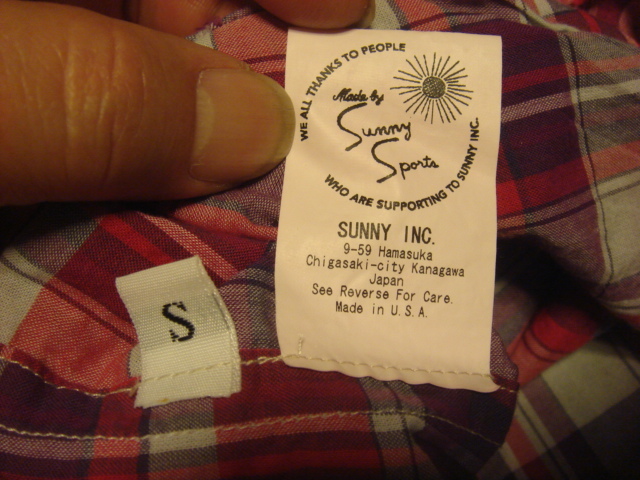 WE ALL THANKS TO PEOPLE
Made by
Sunny
Sports
WHO ARE SUPPORTING TO SUNNY INC.
SUNNY INC.
9-59 Hamasuka
Chigasaki-city Kanagawa
Japan
See Reverse For Care.
Made in U.S.A.
S